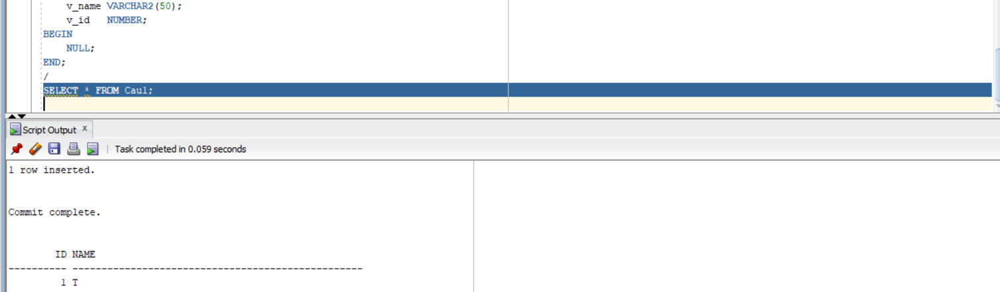 v_name VARCHAR2(50);
v_id NUMBER;
BEGIN
NULL;
END;
/
SELECT * FROM Cau1;
Script Output x
Task completed in 0.059 seconds
1 row inserted.
Commit complete.
ID NAME
---------- --------------------------------------------------
1 T